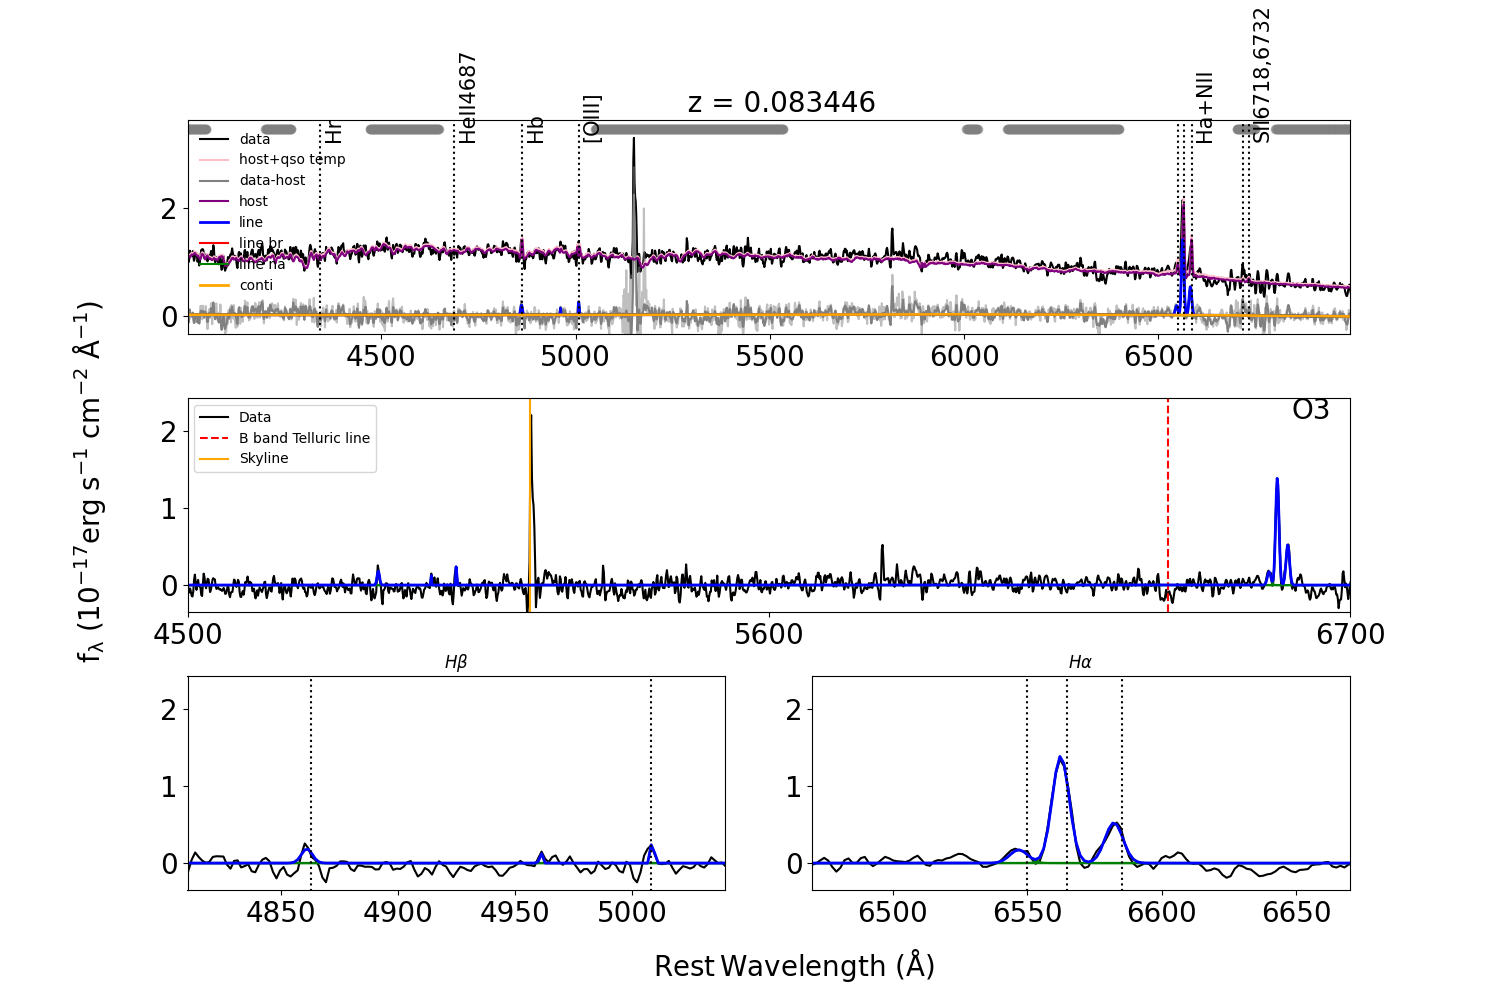 z = 0.083446
Hr
HeII4687
Hb
[OIII]
Ha+NII
SII6718,6732
data
host+qso temp
data-host
host
line
line br
line na
conti
2
0
4500
5000
5500
6000
6500
fλ (10⁻¹⁷erg s⁻¹ cm⁻² Å⁻¹)
O3
Data
B band Telluric line
Skyline
2
1
0
4500
5600
6700
Hβ
2
1
0
4850
4900
4950
5000
Hα
2
1
0
6500
6550
6600
6650
Rest Wavelength (Å)